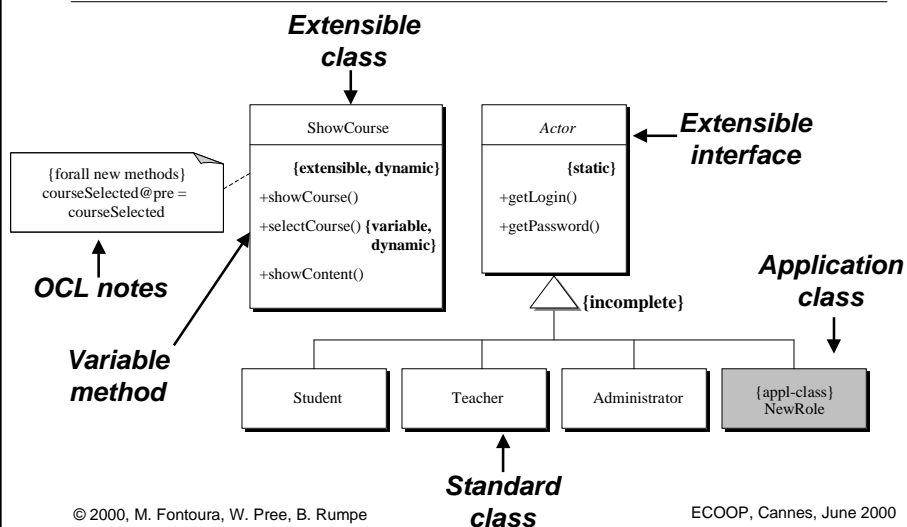 Extensible
class
ShowCourse
{extensible, dynamic}
+showCourse()
+selectCourse() {variable,
dynamic}
+showContent()
Actor
{static}
+getLogin()
+getPassword()
Extensible
interface
{forall new methods}
courseSelected@pre =
courseSelected
OCL notes
Variable
method
{incomplete}
Application
class
Student
Teacher
Administrator
{appl-class}
NewRole
Standard
class
© 2000, M. Fontoura, W. Pree, B. Rumpe
ECOOP, Cannes, June 2000